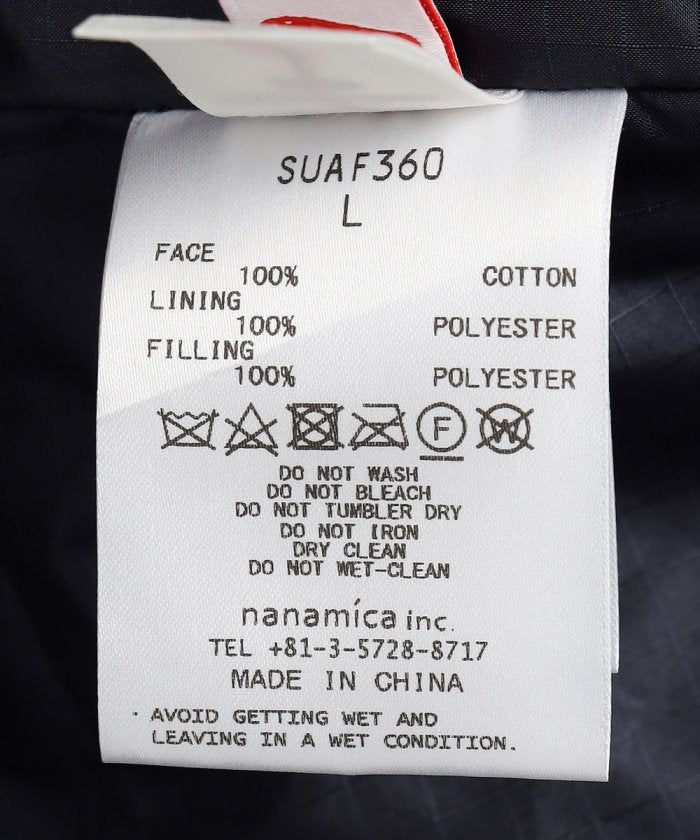 SUAF360
L
FACE
100% COTTON
LINING
100% POLYESTER
FILLING
100% POLYESTER
F
W
DO NOT WASH
DO NOT BLEACH
DO NOT TUMBLER DRY
DO NOT IRON
DRY CLEAN
DO NOT WET-CLEAN
nanamica inc.
TEL +81-3-5728-8717
MADE IN CHINA
・AVOID GETTING WET AND
LEAVING IN A WET CONDITION.